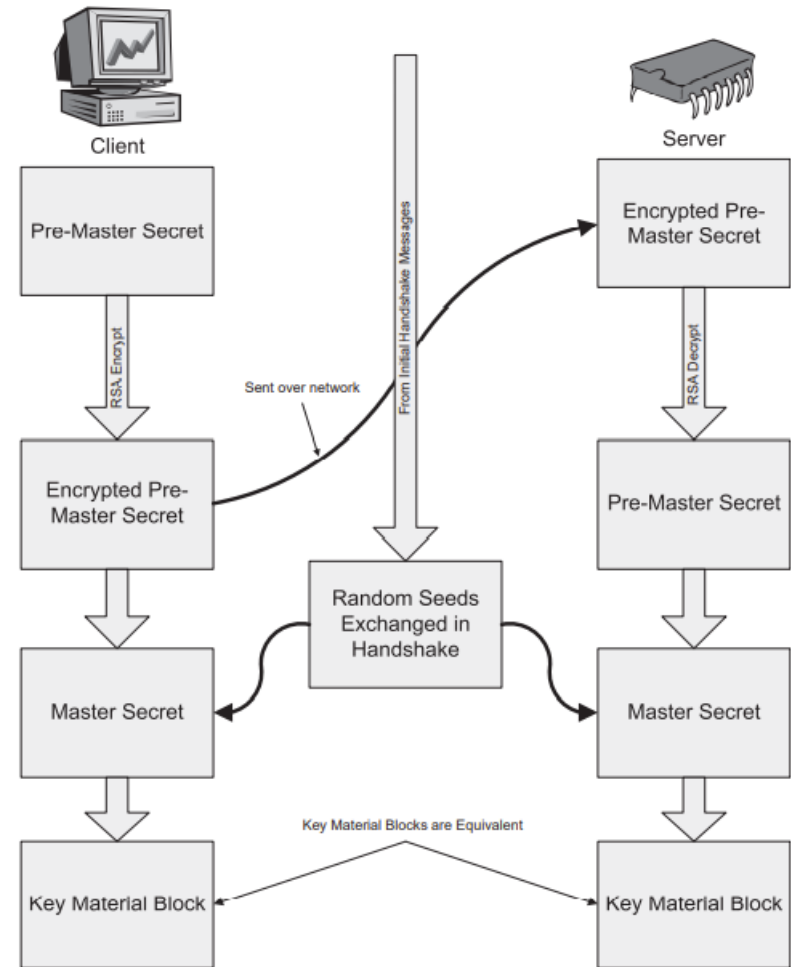 Client
Server
Pre-Master Secret
Encrypted Pre-
Master Secret
RSA Encrypt
From Initial Handshake Messages
RSA Decrypt
Sent over network
Encrypted Pre-
Master Secret
Pre-Master Secret
Random Seeds
Exchanged in
Handshake
Master Secret
Master Secret
Key Material Blocks are Equivalent
Key Material Block
Key Material Block